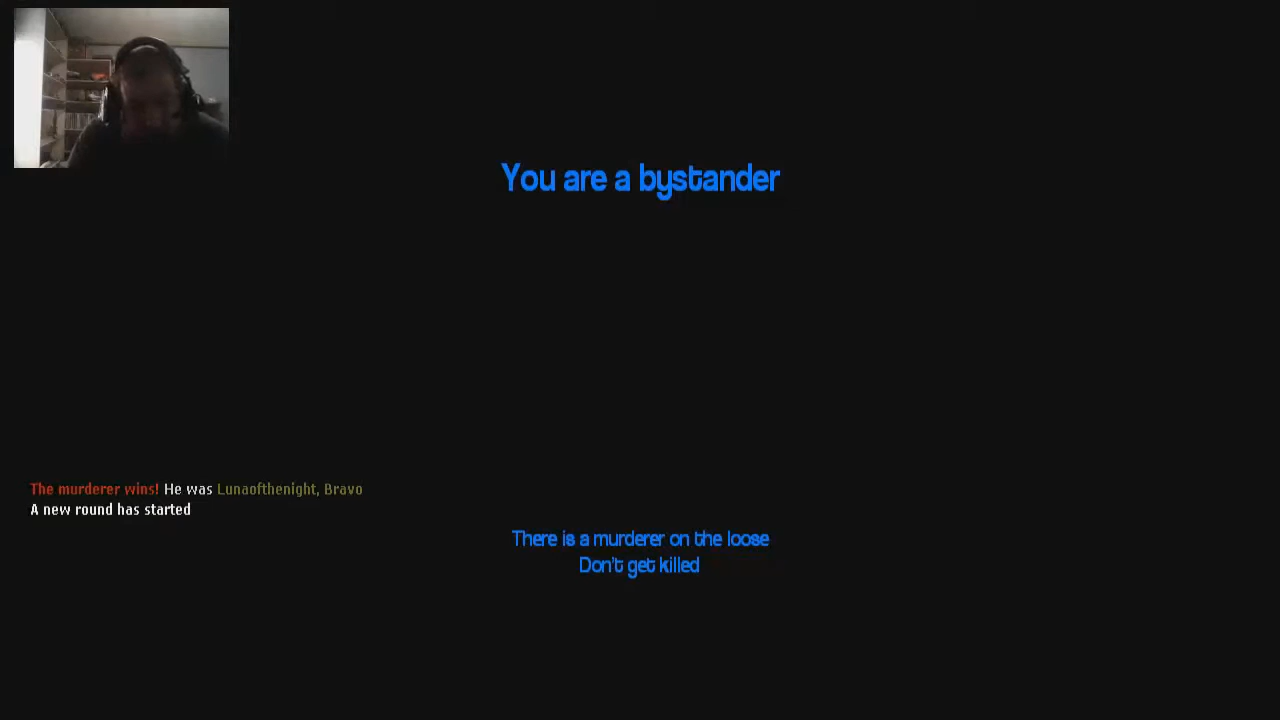 You are a bystander
The murderer wins! He was Lunaofthenight, Bravo
A new round has started
There is a murderer on the loose
Don't get killed